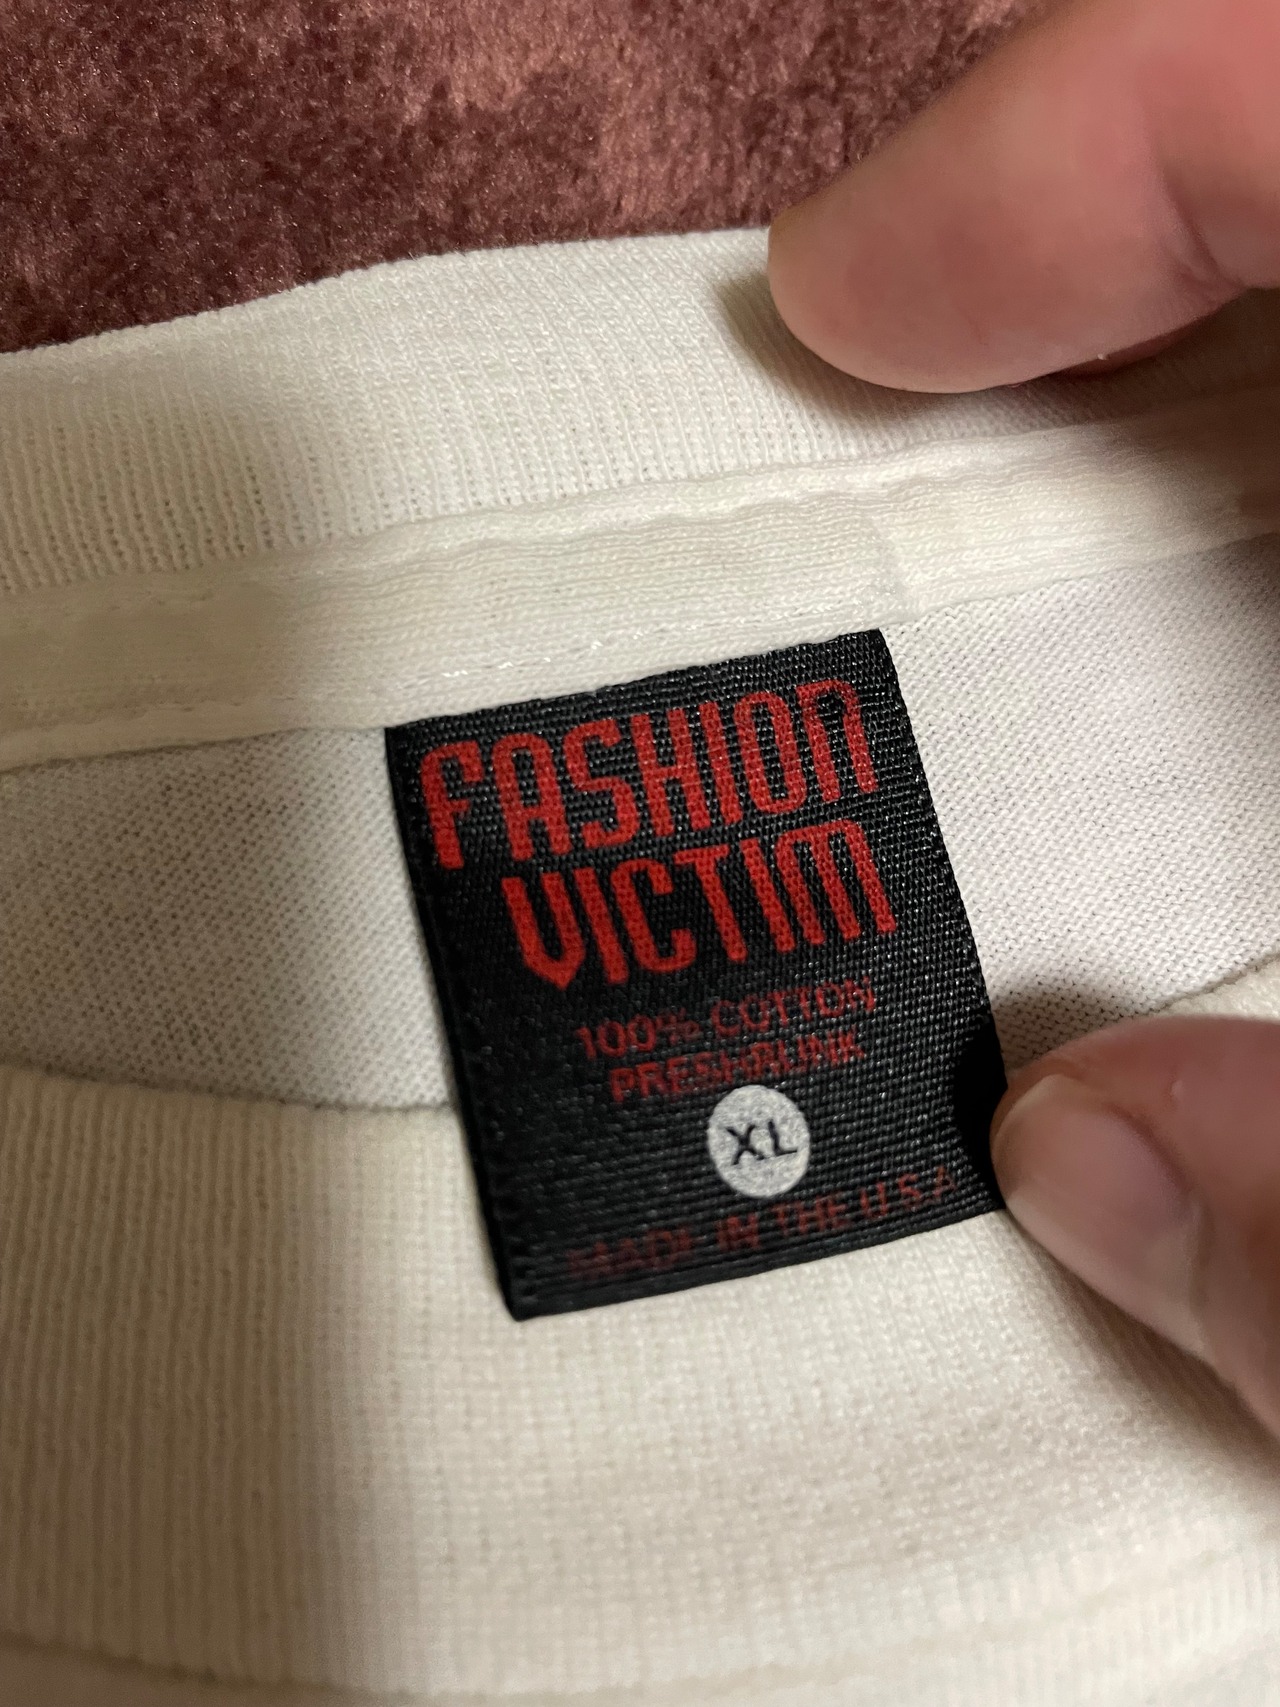 FASHION
VICTIM
100% COTTON
PRESHRUNK
XL
MADE IN THE U.S.A